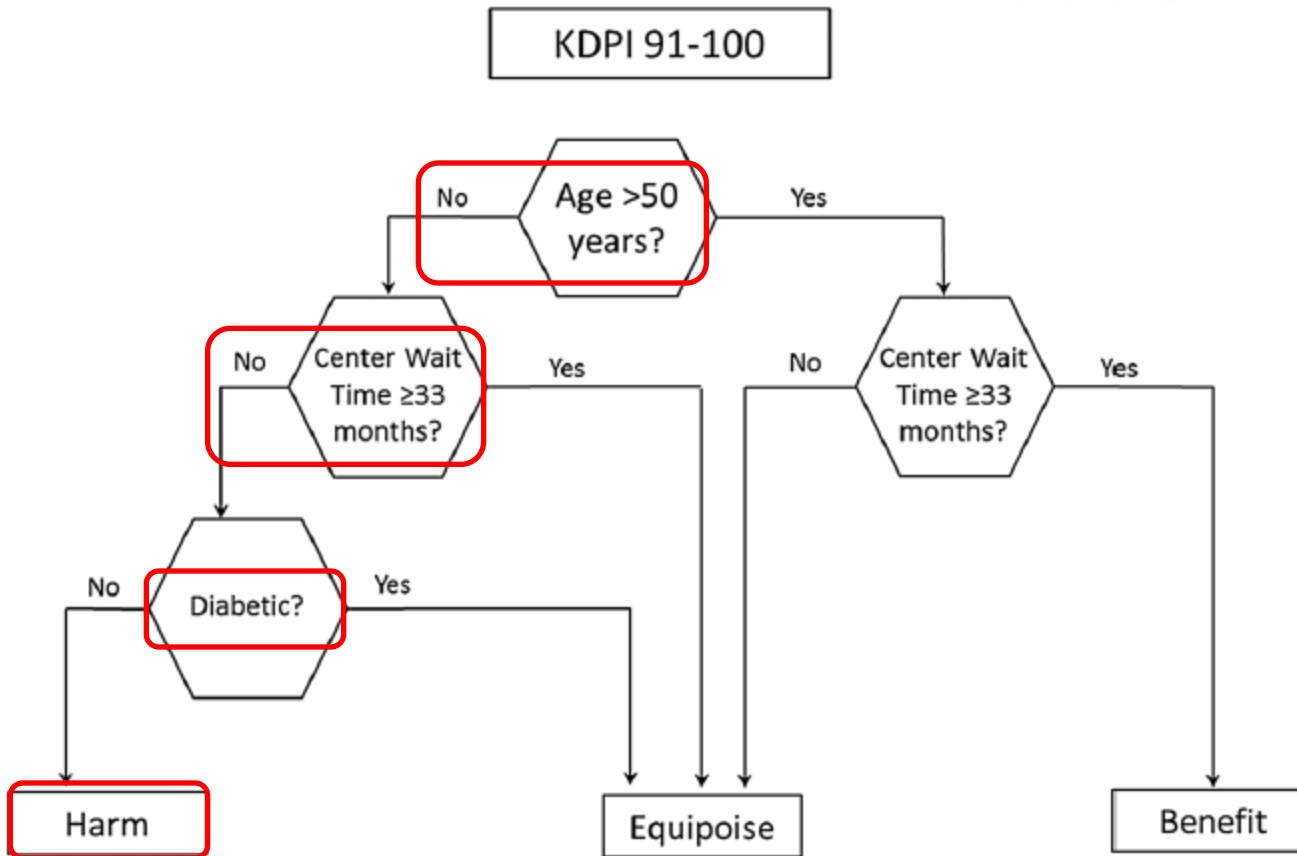 KDPI 91-100
No
Age >50
years?
Yes
No
Center Wait
Time ≥33
months?
Yes
No
Center Wait
Time ≥33
months?
Yes
No
Diabetic?
Yes
Harm
Equipoise
Benefit